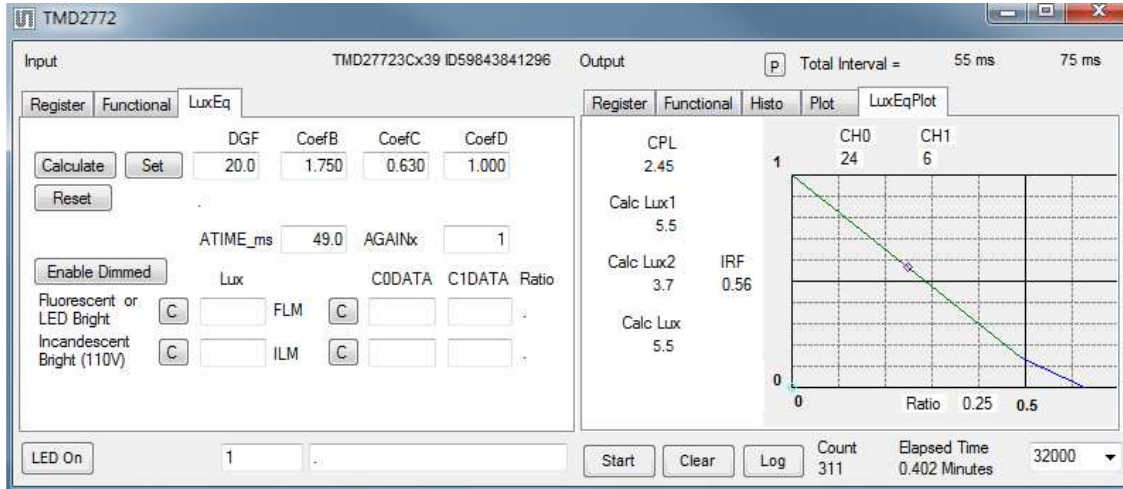 TMD2772
Input TMD27723Cx39 ID59843841296 Output P Total Interval = 55 ms 75 ms
Register Functional LuxEq
DGF CoefB CoefC CoefD
Calculate Set 20.0 1.750 0.630 1.000
Reset .
ATIME_ms 49.0 AGAINx 1
Enable Dimmed Lux C0DATA C1DATA Ratio
Fluorescent or
LED Bright C FLM C .
Incandescent
Bright (110V) C ILM C .
LED On 1 .
Register Functional Histo Plot LuxEqPlot
CPL
2.45
Calc Lux1
5.5
Calc Lux2 IRF
3.7 0.56
Calc Lux
5.5
CH0 CH1
24 6
1
0
0 Ratio 0.25 0.5
Start Clear Log
Count
311
Elapsed Time
0.402 Minutes
32000